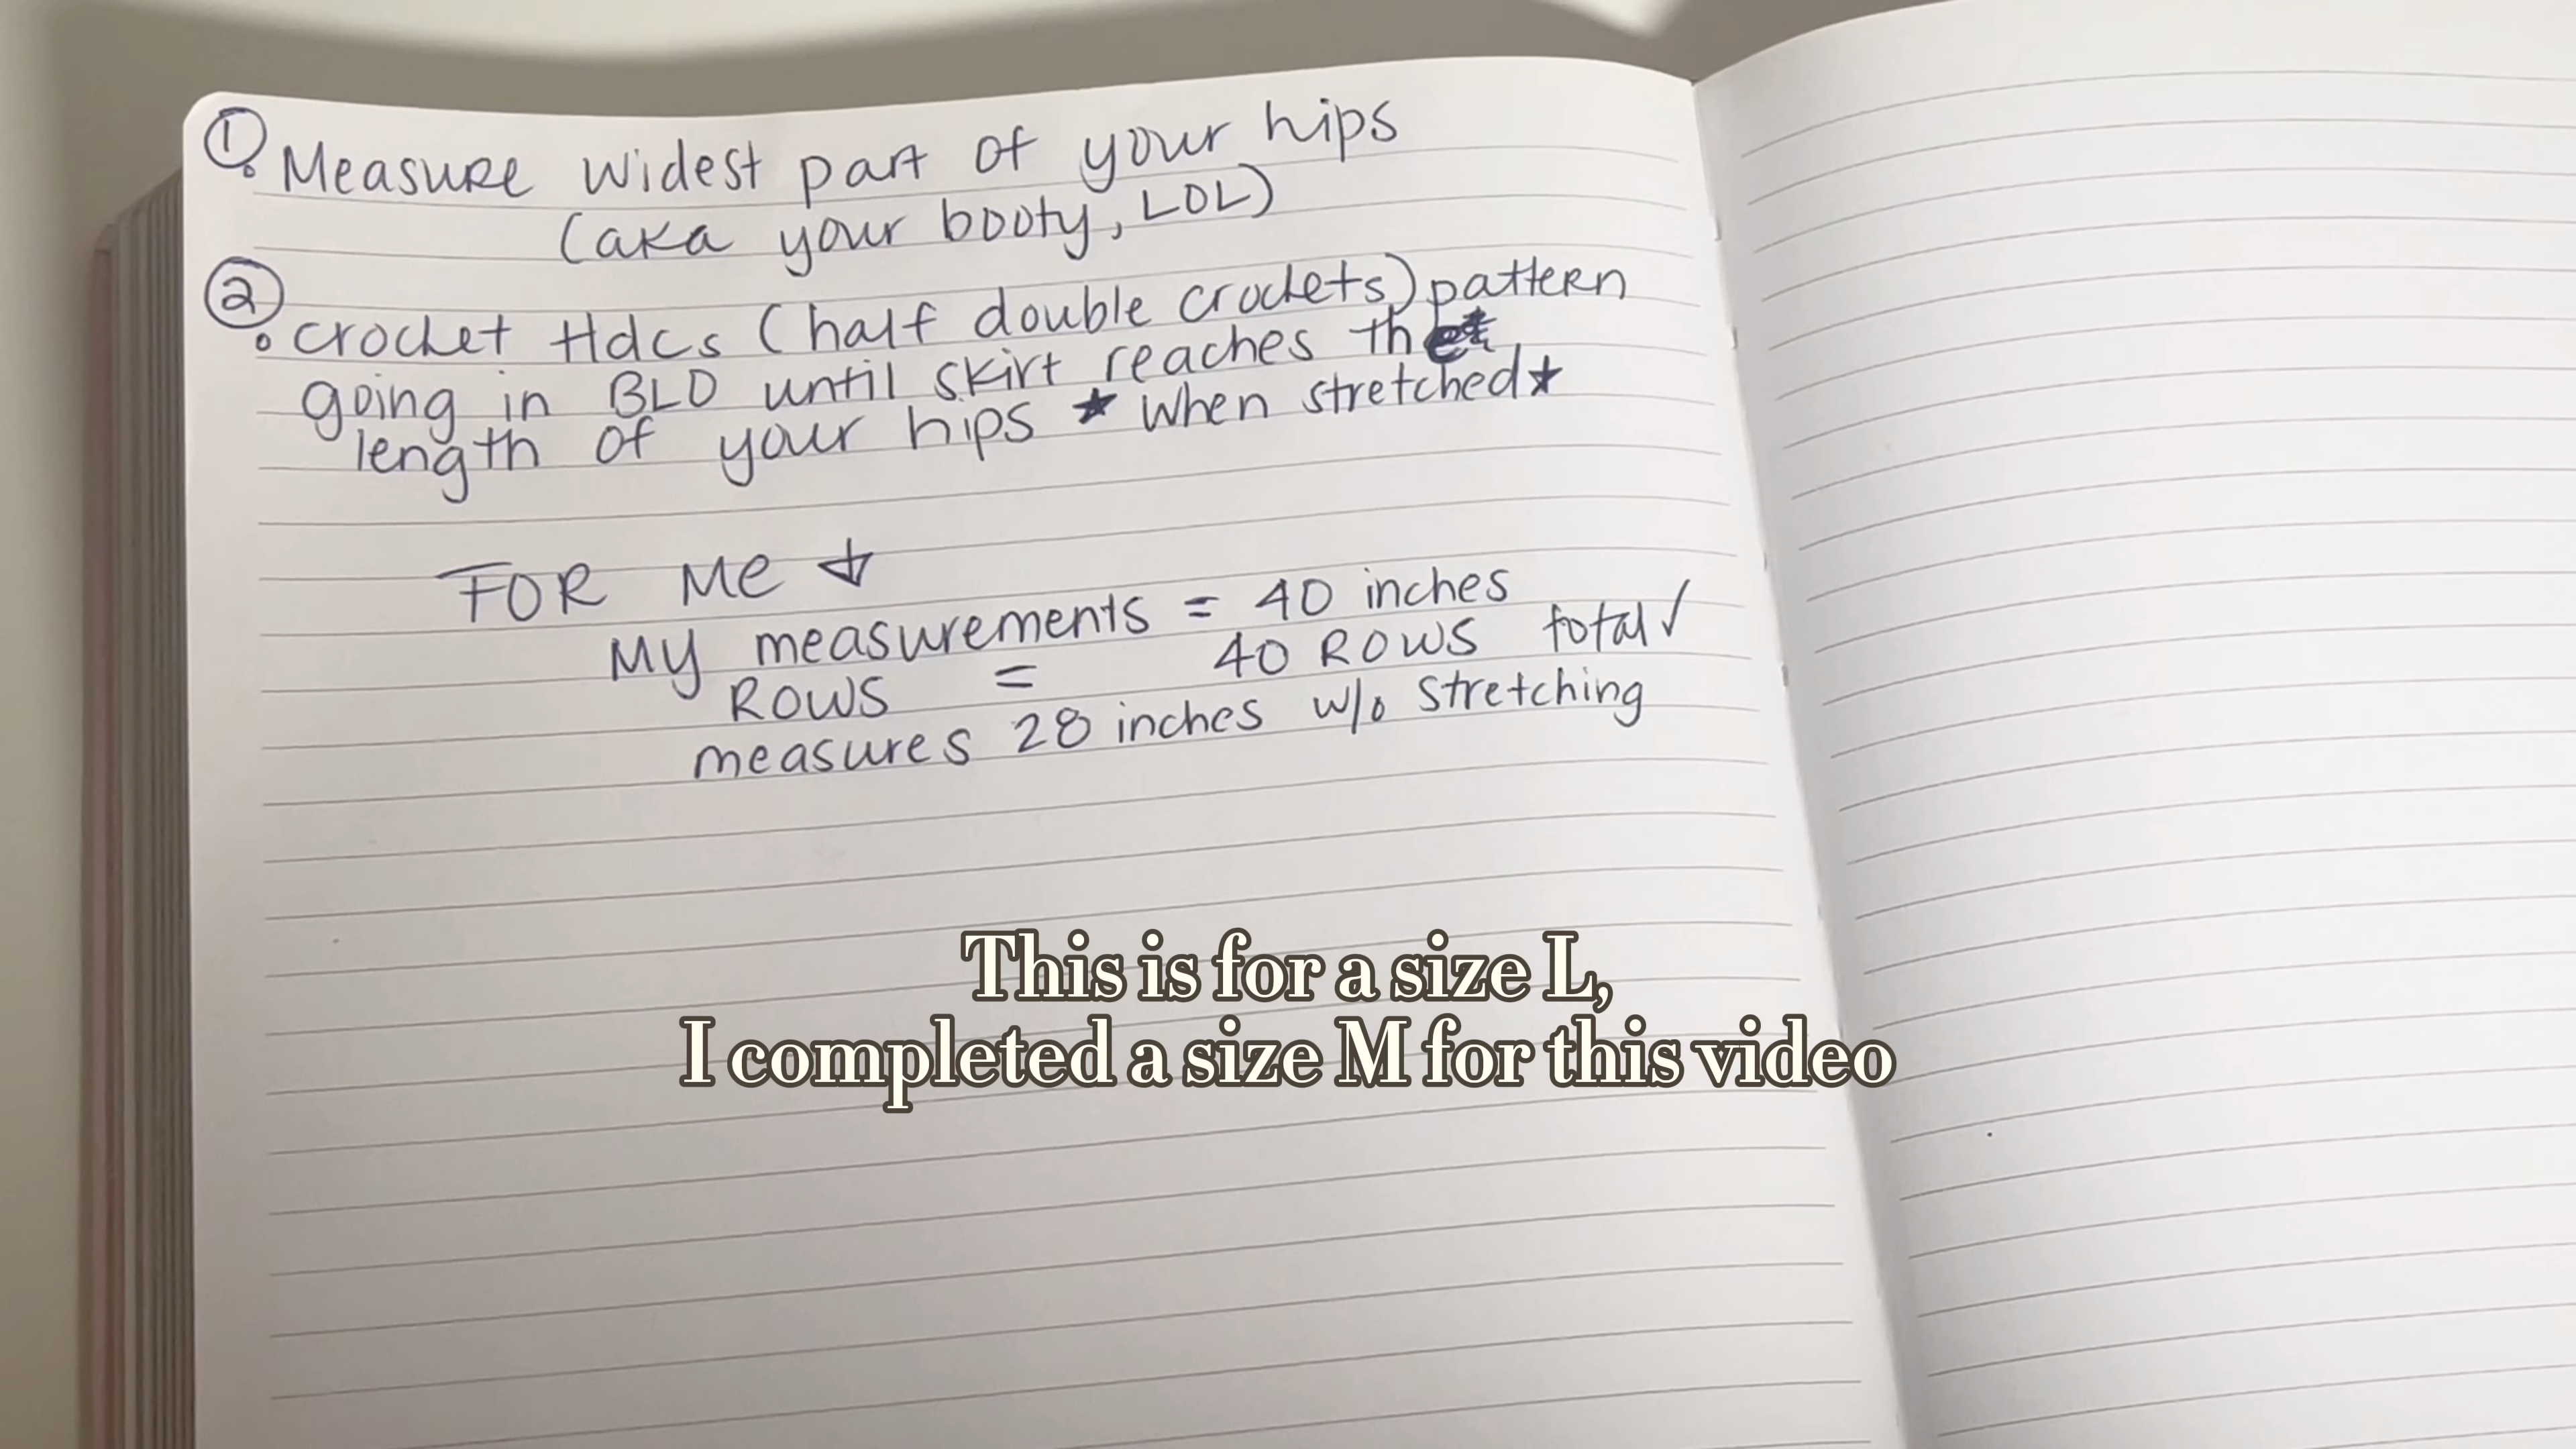 1. Measure widest part of your hips
(aka your booty, LOL)
2. crochet Hdcs (half double crochets) pattern
going in BLO until skirt reaches the
length of your hips ★ when stretched ★
FOR Me ↓
My measurements = 40 inches
ROWS = 40 ROWS total ✓
measures 28 inches w/o stretching
This is for a size L,
I completed a size M for this video